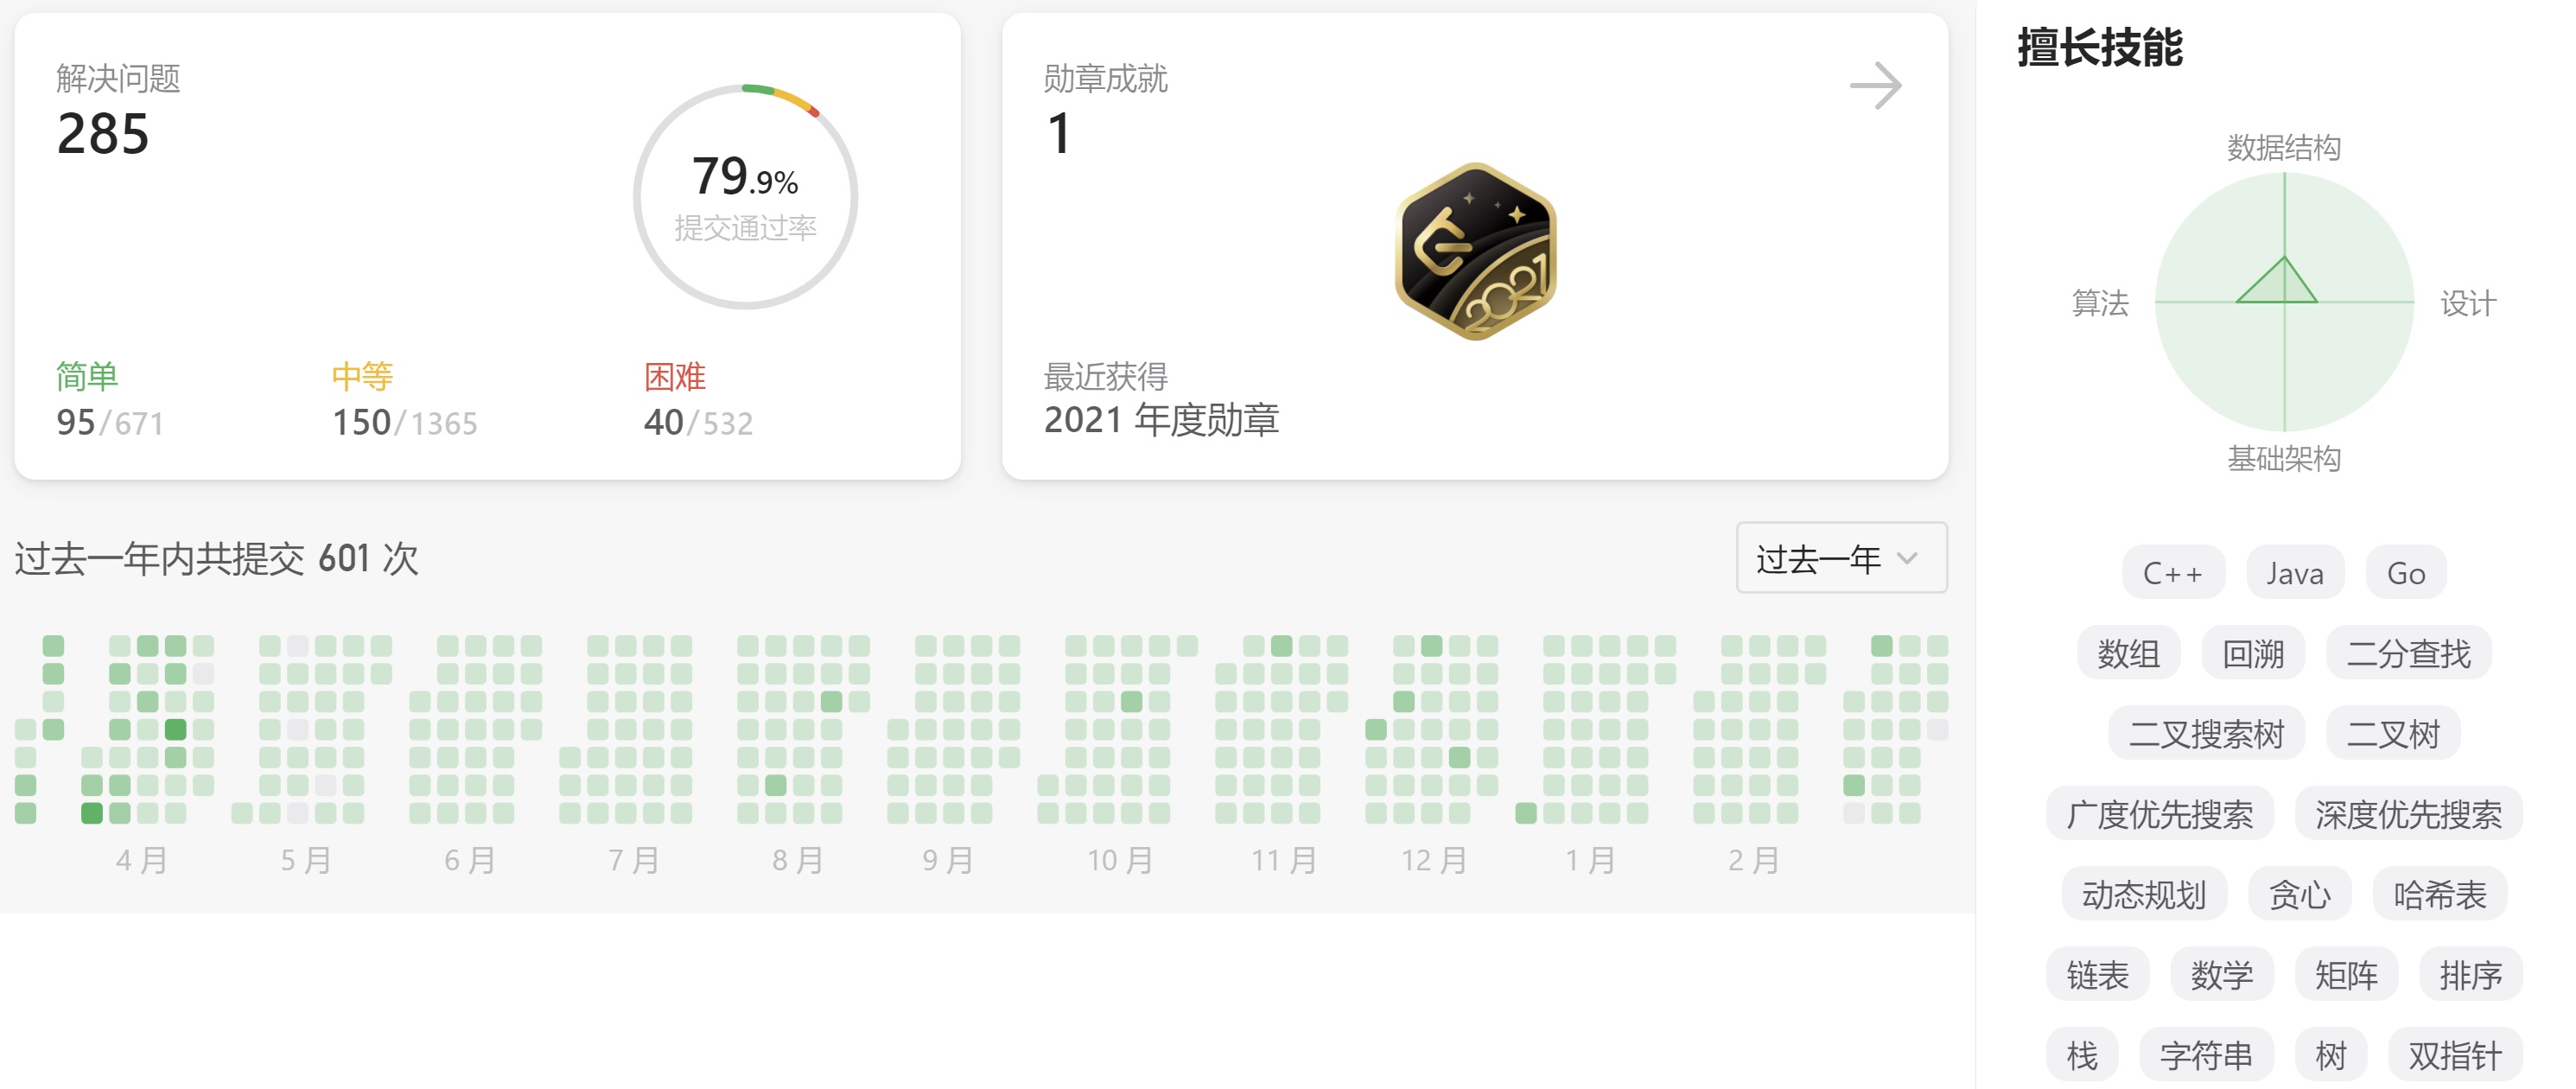 解决问题
285
79.9%
提交通过率
简单
95/671
中等
150/1365
困难
40/532
勋章成就
1
2021
最近获得
2021 年度勋章
过去一年内共提交 601 次
过去一年
4 月 5 月 6 月 7 月 8 月 9 月 10 月 11 月 12 月 1 月 2 月
擅长技能
数据结构
算法
设计
基础架构
C++ Java Go
数组 回溯 二分查找
二叉搜索树 二叉树
广度优先搜索 深度优先搜索
动态规划 贪心 哈希表
链表 数学 矩阵 排序
栈 字符串 树 双指针